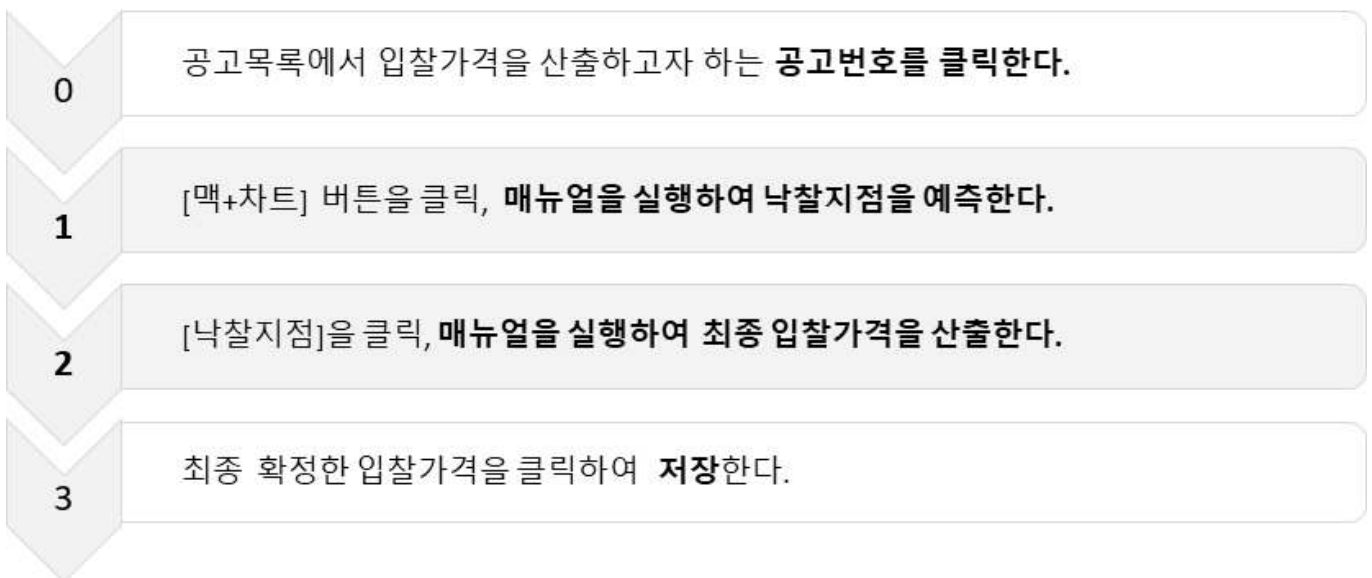 0
공고목록에서 입찰가격을 산출하고자 하는 공고번호를 클릭한다.
1
[맥+차트] 버튼을 클릭, 매뉴얼을 실행하여 낙찰지점을 예측한다.
2
[낙찰지점]을 클릭, 매뉴얼을 실행하여 최종 입찰가격을 산출한다.
3
최종 확정한 입찰가격을 클릭하여 저장한다.